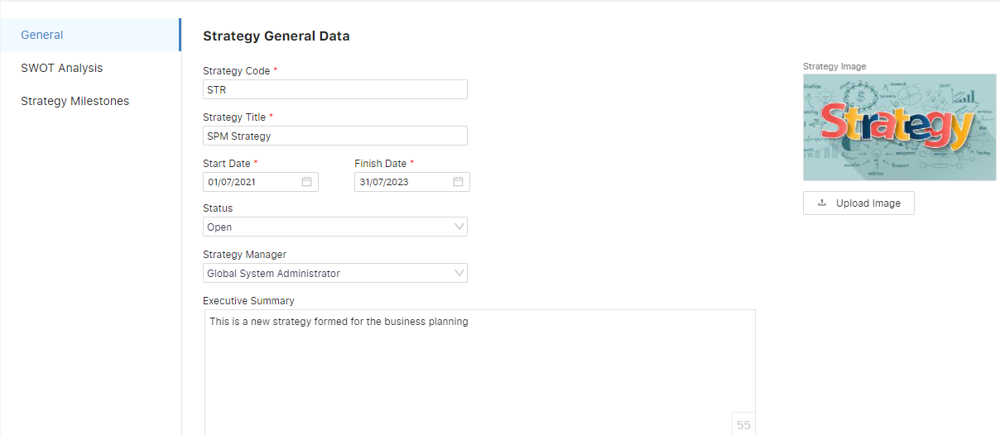 General
SWOT Analysis
Strategy Milestones
Strategy General Data
Strategy Code *
STR
Strategy Title *
SPM Strategy
Start Date * Finish Date *
01/07/2021 31/07/2023
Status
Open
Strategy Manager
Global System Administrator
Executive Summary
This is a new strategy formed for the business planning
55
Strategy Image
research
Strategy
management
Upload Image